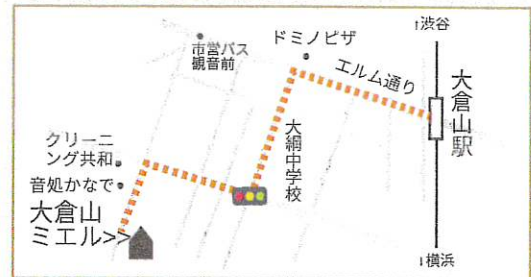 ↑渋谷
ドミノピザ
市営バス
観音前
エルム通り
大倉山駅
大綱中学校
クリーニ
ング共和
音処かなで
大倉山
ミエル>>
↓横浜